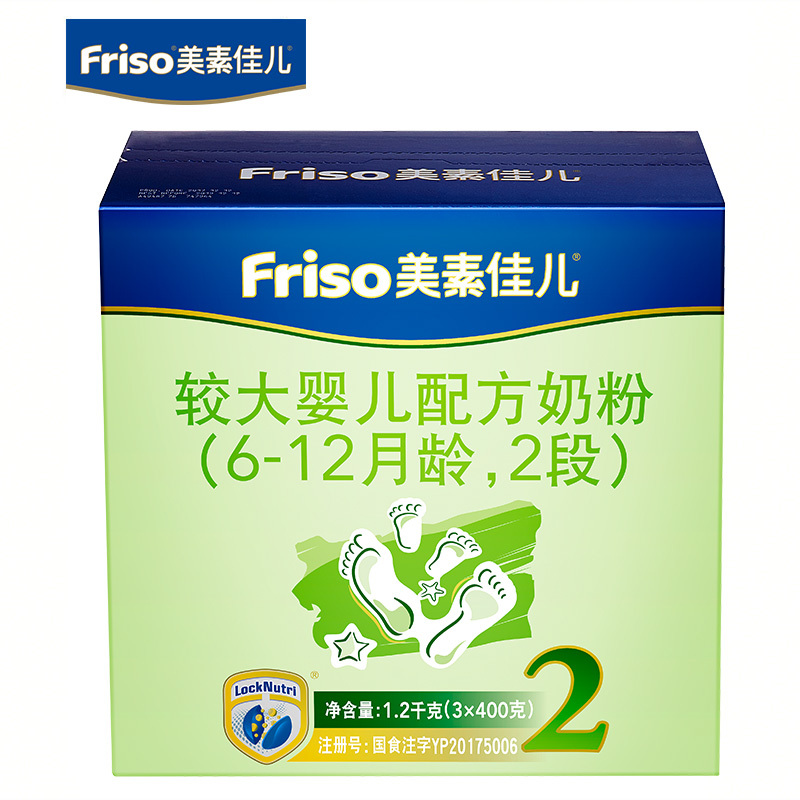 Friso美素佳儿
Friso美素佳儿
Friso美素佳儿®
较大婴儿配方奶粉
(6-12月龄,2段)
LockNutri®
净含量:1.2千克(3×400克)
注册号:国食注字YP20175006
2